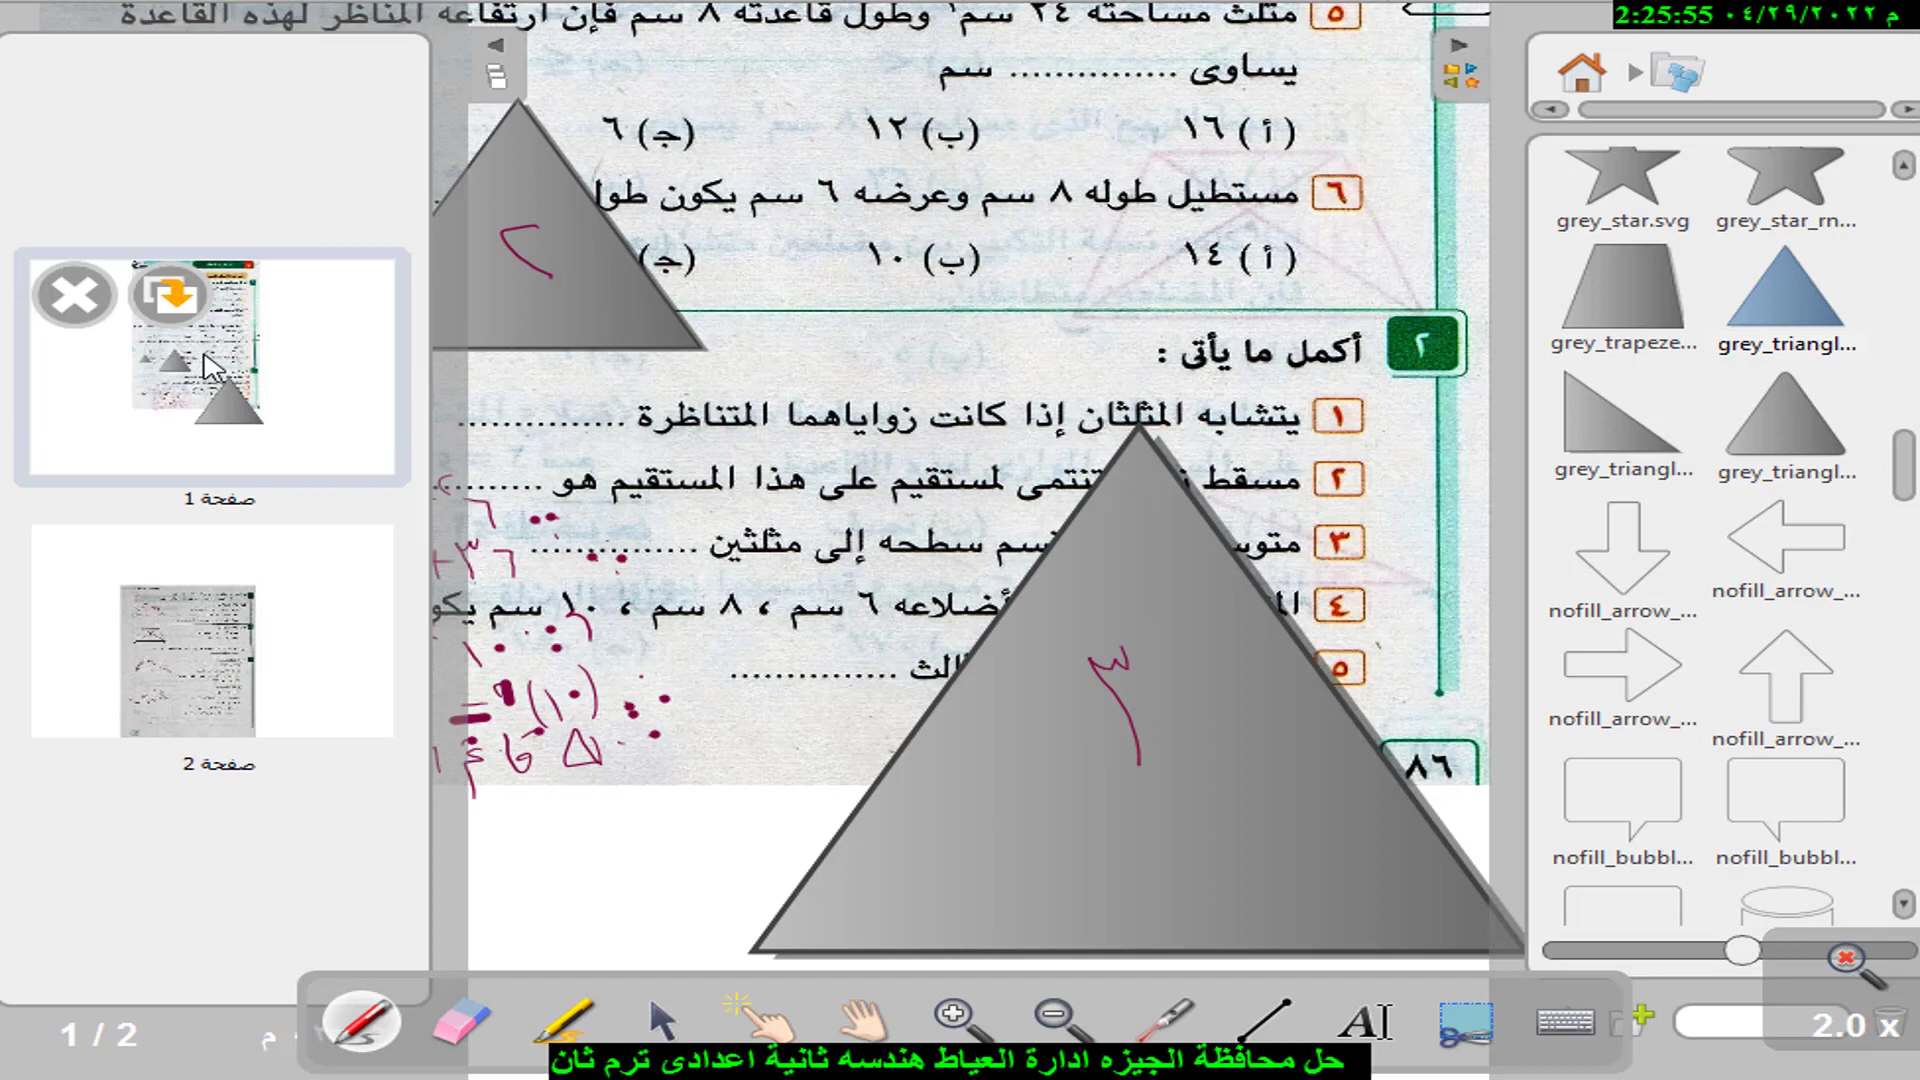 م ٠٤/٢٩/٢٠٢٢ 2:25:55
٥ مثلث مساحته ٢٤ سم٢ وطول قاعدته ٨ سم فإن ارتفاعه المناظر لهذه القاعدة
يساوى ............... سم
( أ ) ١٦ (ب) ١٢ (جـ) ٦
٦ مستطيل طوله ٨ سم وعرضه ٦ سم يكون طول
( أ ) ١٤ (ب) ١٠ (جـ)
٢
٢ أكمل ما يأتى :
١ يتشابه المثلثان إذا كانت زواياهما المتناظرة ...............
٢ مسقط تنتمى لمستقيم على هذا المستقيم هو ..........
٣ سطحه إلى مثلثين ...............
٤ أضلاعه ٦ سم ، ٨ سم ، ١٠ سم
٥ ...............
٣
٨٦
صفحة 1
صفحة 2
grey_star.svg
grey_star_rn...
grey_trapeze...
grey_triangl...
grey_triangl...
grey_triangl...
nofill_arrow_...
nofill_arrow_...
nofill_arrow_...
nofill_arrow_...
nofill_bubbl...
nofill_bubbl...
1 / 2
2.0 x
حل محافظة الجيزه ادارة العياط هندسه ثانية اعدادى ترم ثان